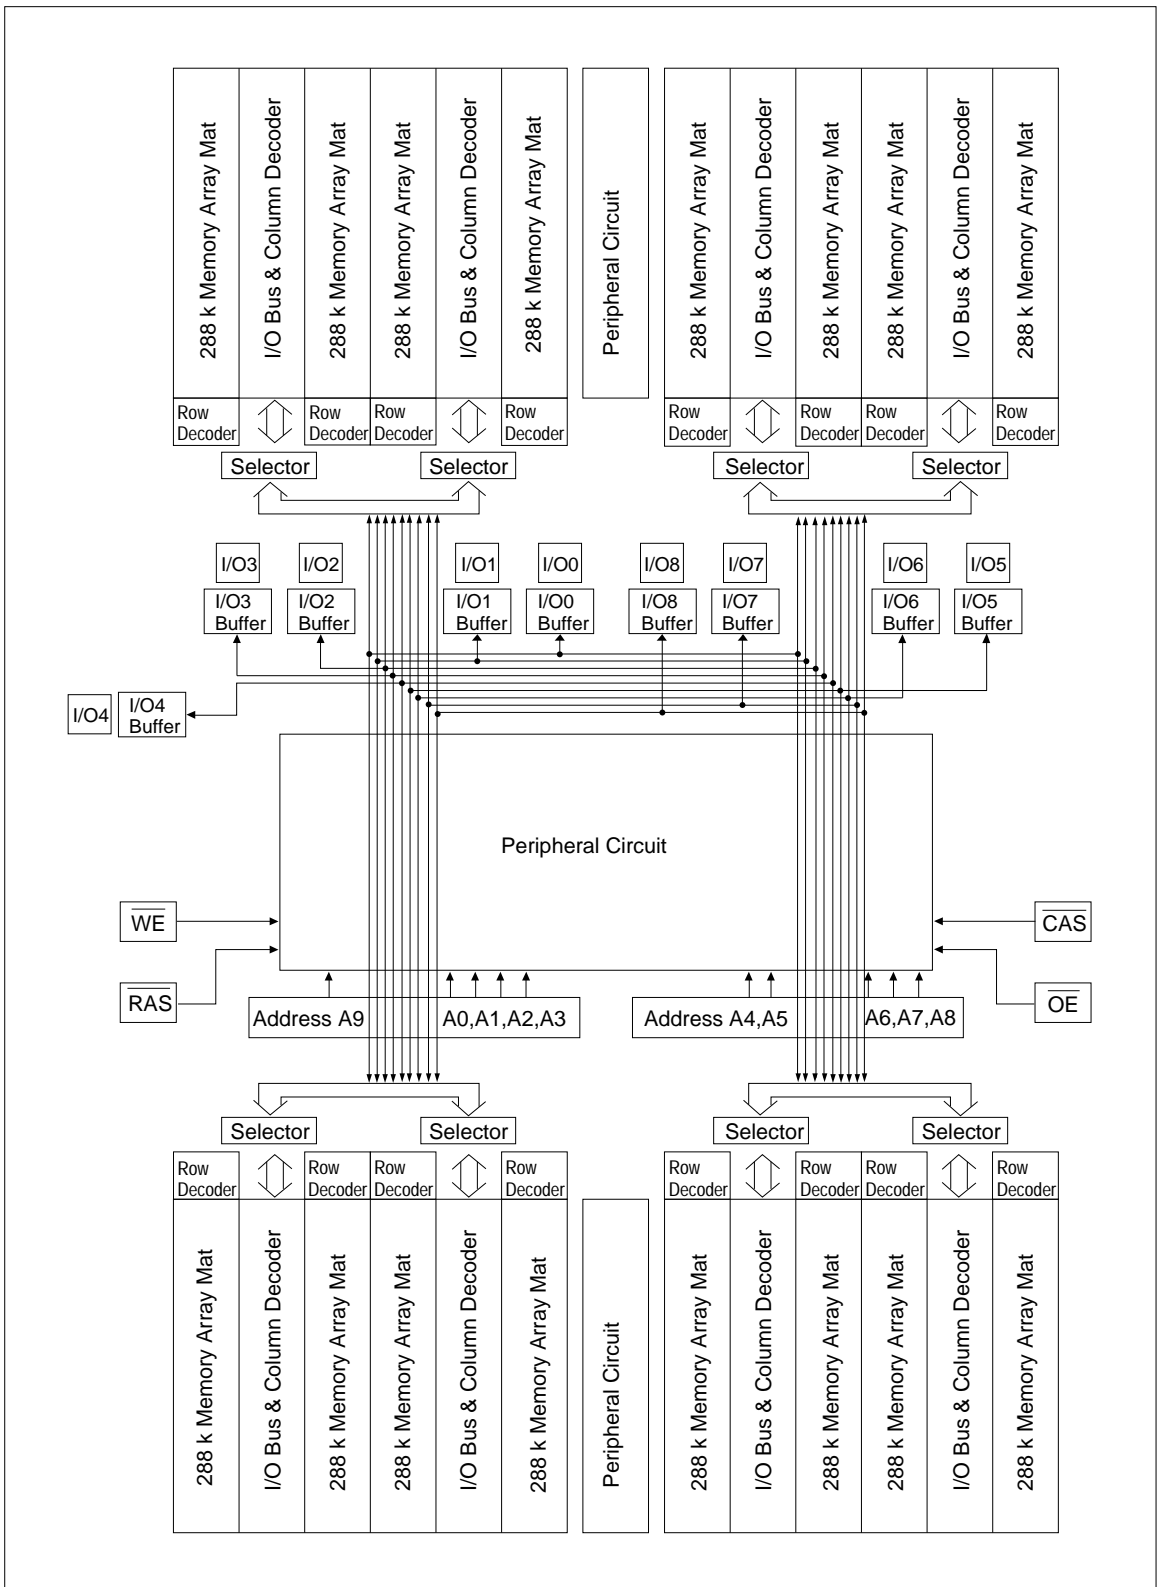 288 k Memory Array Mat
I/O Bus & Column Decoder
288 k Memory Array Mat
288 k Memory Array Mat
I/O Bus & Column Decoder
288 k Memory Array Mat
Peripheral Circuit
288 k Memory Array Mat
I/O Bus & Column Decoder
288 k Memory Array Mat
288 k Memory Array Mat
I/O Bus & Column Decoder
288 k Memory Array Mat
Row
Decoder
Row
Decoder
Row
Decoder
Row
Decoder
Row
Decoder
Row
Decoder
Row
Decoder
Row
Decoder
Selector
Selector
Selector
Selector
I/O3
I/O2
I/O1
I/O0
I/O8
I/O7
I/O6
I/O5
I/O3
Buffer
I/O2
Buffer
I/O1
Buffer
I/O0
Buffer
I/O8
Buffer
I/O7
Buffer
I/O6
Buffer
I/O5
Buffer
I/O4
I/O4
Buffer
Peripheral Circuit
WE
CAS
RAS
OE
Address A9
A0,A1,A2,A3
Address A4,A5
A6,A7,A8
Selector
Selector
Selector
Selector
Row
Decoder
Row
Decoder
Row
Decoder
Row
Decoder
Row
Decoder
Row
Decoder
Row
Decoder
Row
Decoder
288 k Memory Array Mat
I/O Bus & Column Decoder
288 k Memory Array Mat
288 k Memory Array Mat
I/O Bus & Column Decoder
288 k Memory Array Mat
Peripheral Circuit
288 k Memory Array Mat
I/O Bus & Column Decoder
288 k Memory Array Mat
288 k Memory Array Mat
I/O Bus & Column Decoder
288 k Memory Array Mat